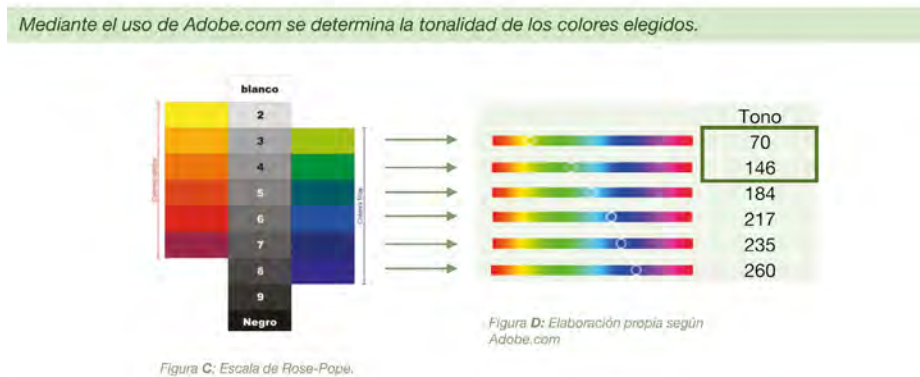 Mediante el uso de Adobe.com se determina la tonalidad de los colores elegidos.
blanco
2
3
4
5
6
7
8
9
Negro
Colores fríos
Figura C: Escala de Rose-Pope.
Tono
70
146
184
217
235
260
Figura D: Elaboración propia según
Adobe.com